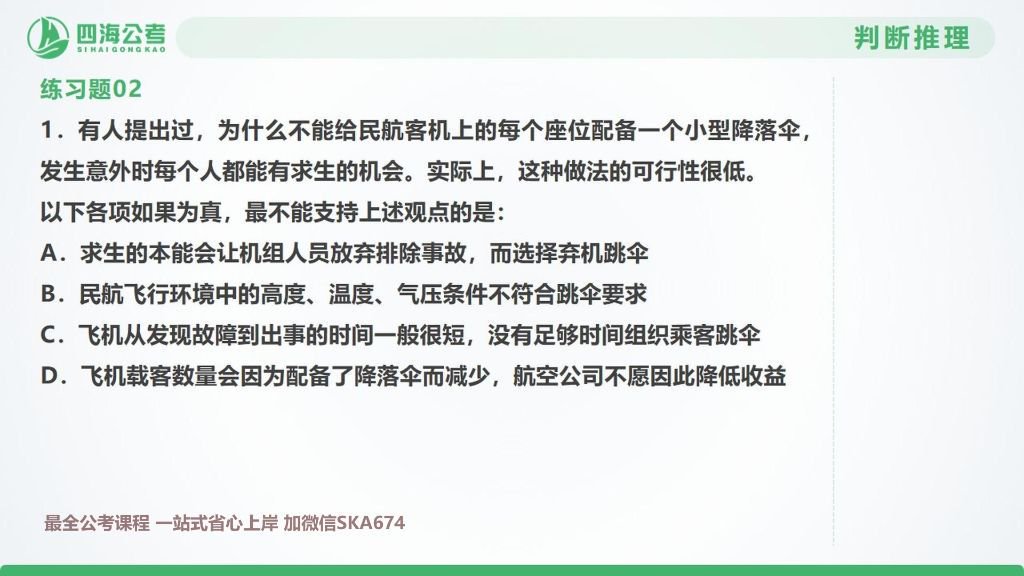 四海公考
SIHAIGONGKAO
判断推理
练习题02
1．有人提出过，为什么不能给民航客机上的每个座位配备一个小型降落伞，
发生意外时每个人都能有求生的机会。实际上，这种做法的可行性很低。
以下各项如果为真，最不能支持上述观点的是：
A．求生的本能会让机组人员放弃排除事故，而选择弃机跳伞
B．民航飞行环境中的高度、温度、气压条件不符合跳伞要求
C．飞机从发现故障到出事的时间一般很短，没有足够时间组织乘客跳伞
D．飞机载客数量会因为配备了降落伞而减少，航空公司不愿因此降低收益
最全公考课程 一站式省心上岸 加微信SKA674